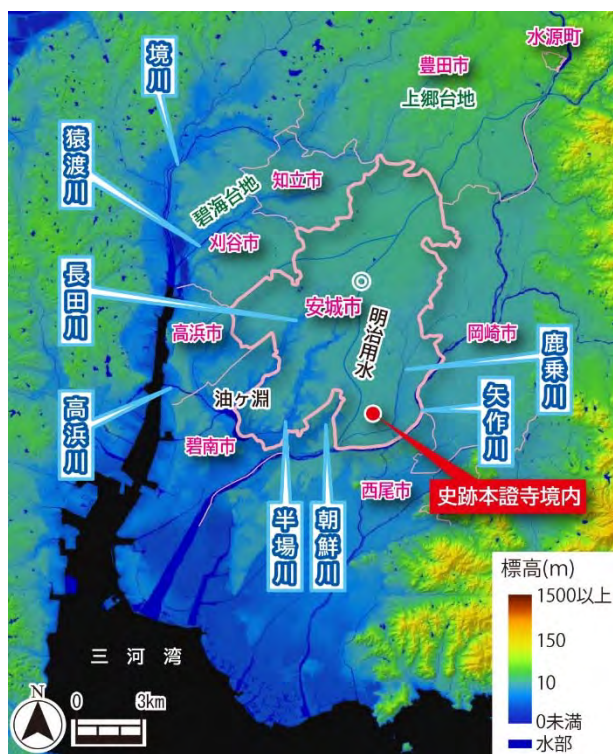 水源町
豊田市
上郷台地
境川
猿渡川
知立市
碧海台地
刈谷市
長田川
安城市
明治用水
高浜市
岡崎市
鹿乗川
油ヶ淵
矢作川
高浜川
碧南市
西尾市
史跡本證寺境内
半場川
朝鮮川
三河湾
N
0 3km
標高(m)
1500以上
150
10
0未満
水部